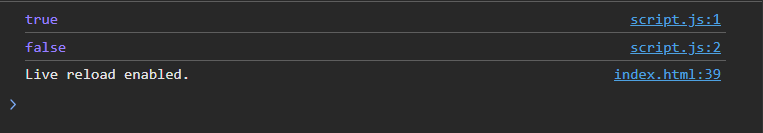 true script.js:1
false script.js:2
Live reload enabled. index.html:39
>